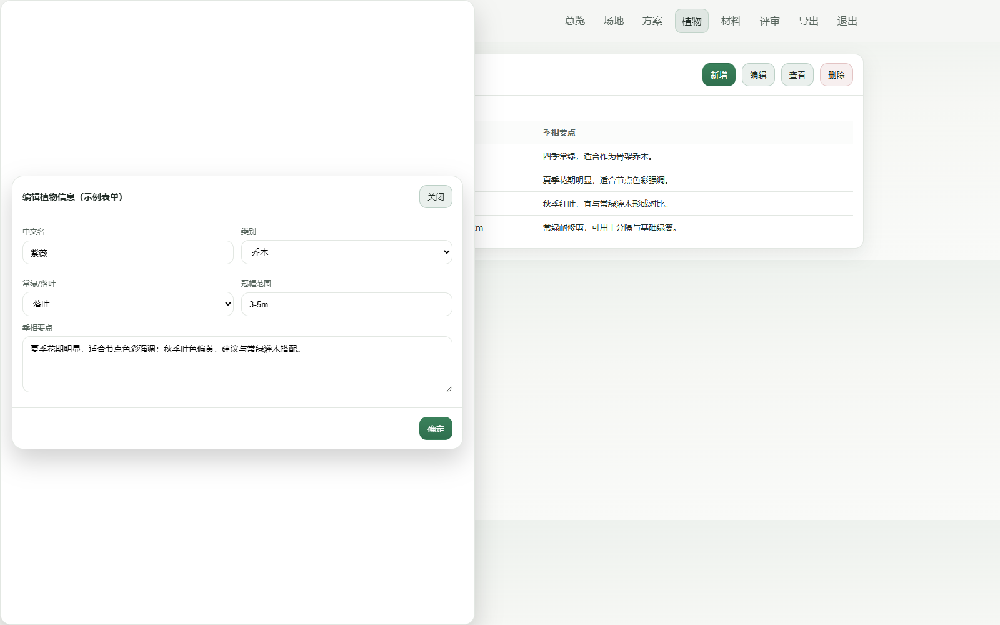 总览 场地 方案 植物 材料 评审 导出 退出
新增 编辑 查看 删除
季相要点
四季常绿，适合作为骨架乔木。
夏季花期明显，适合节点色彩强调。
秋季红叶，宜与常绿灌木形成对比。
m 常绿耐修剪，可用于分隔与基础绿篱。
编辑植物信息（示例表单）
关闭
中文名 类别
紫薇 乔木
常绿/落叶 冠幅范围
落叶 3-5m
季相要点
夏季花期明显，适合节点色彩强调；秋季叶色偏黄，建议与常绿灌木搭配。
确定